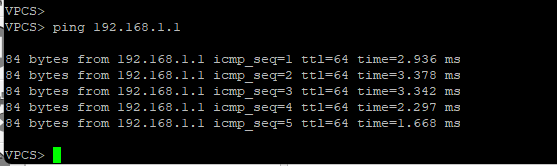 VPCS>
VPCS> ping 192.168.1.1
84 bytes from 192.168.1.1 icmp_seq=1 ttl=64 time=2.936 ms
84 bytes from 192.168.1.1 icmp_seq=2 ttl=64 time=3.378 ms
84 bytes from 192.168.1.1 icmp_seq=3 ttl=64 time=3.342 ms
84 bytes from 192.168.1.1 icmp_seq=4 ttl=64 time=2.297 ms
84 bytes from 192.168.1.1 icmp_seq=5 ttl=64 time=1.668 ms
VPCS>